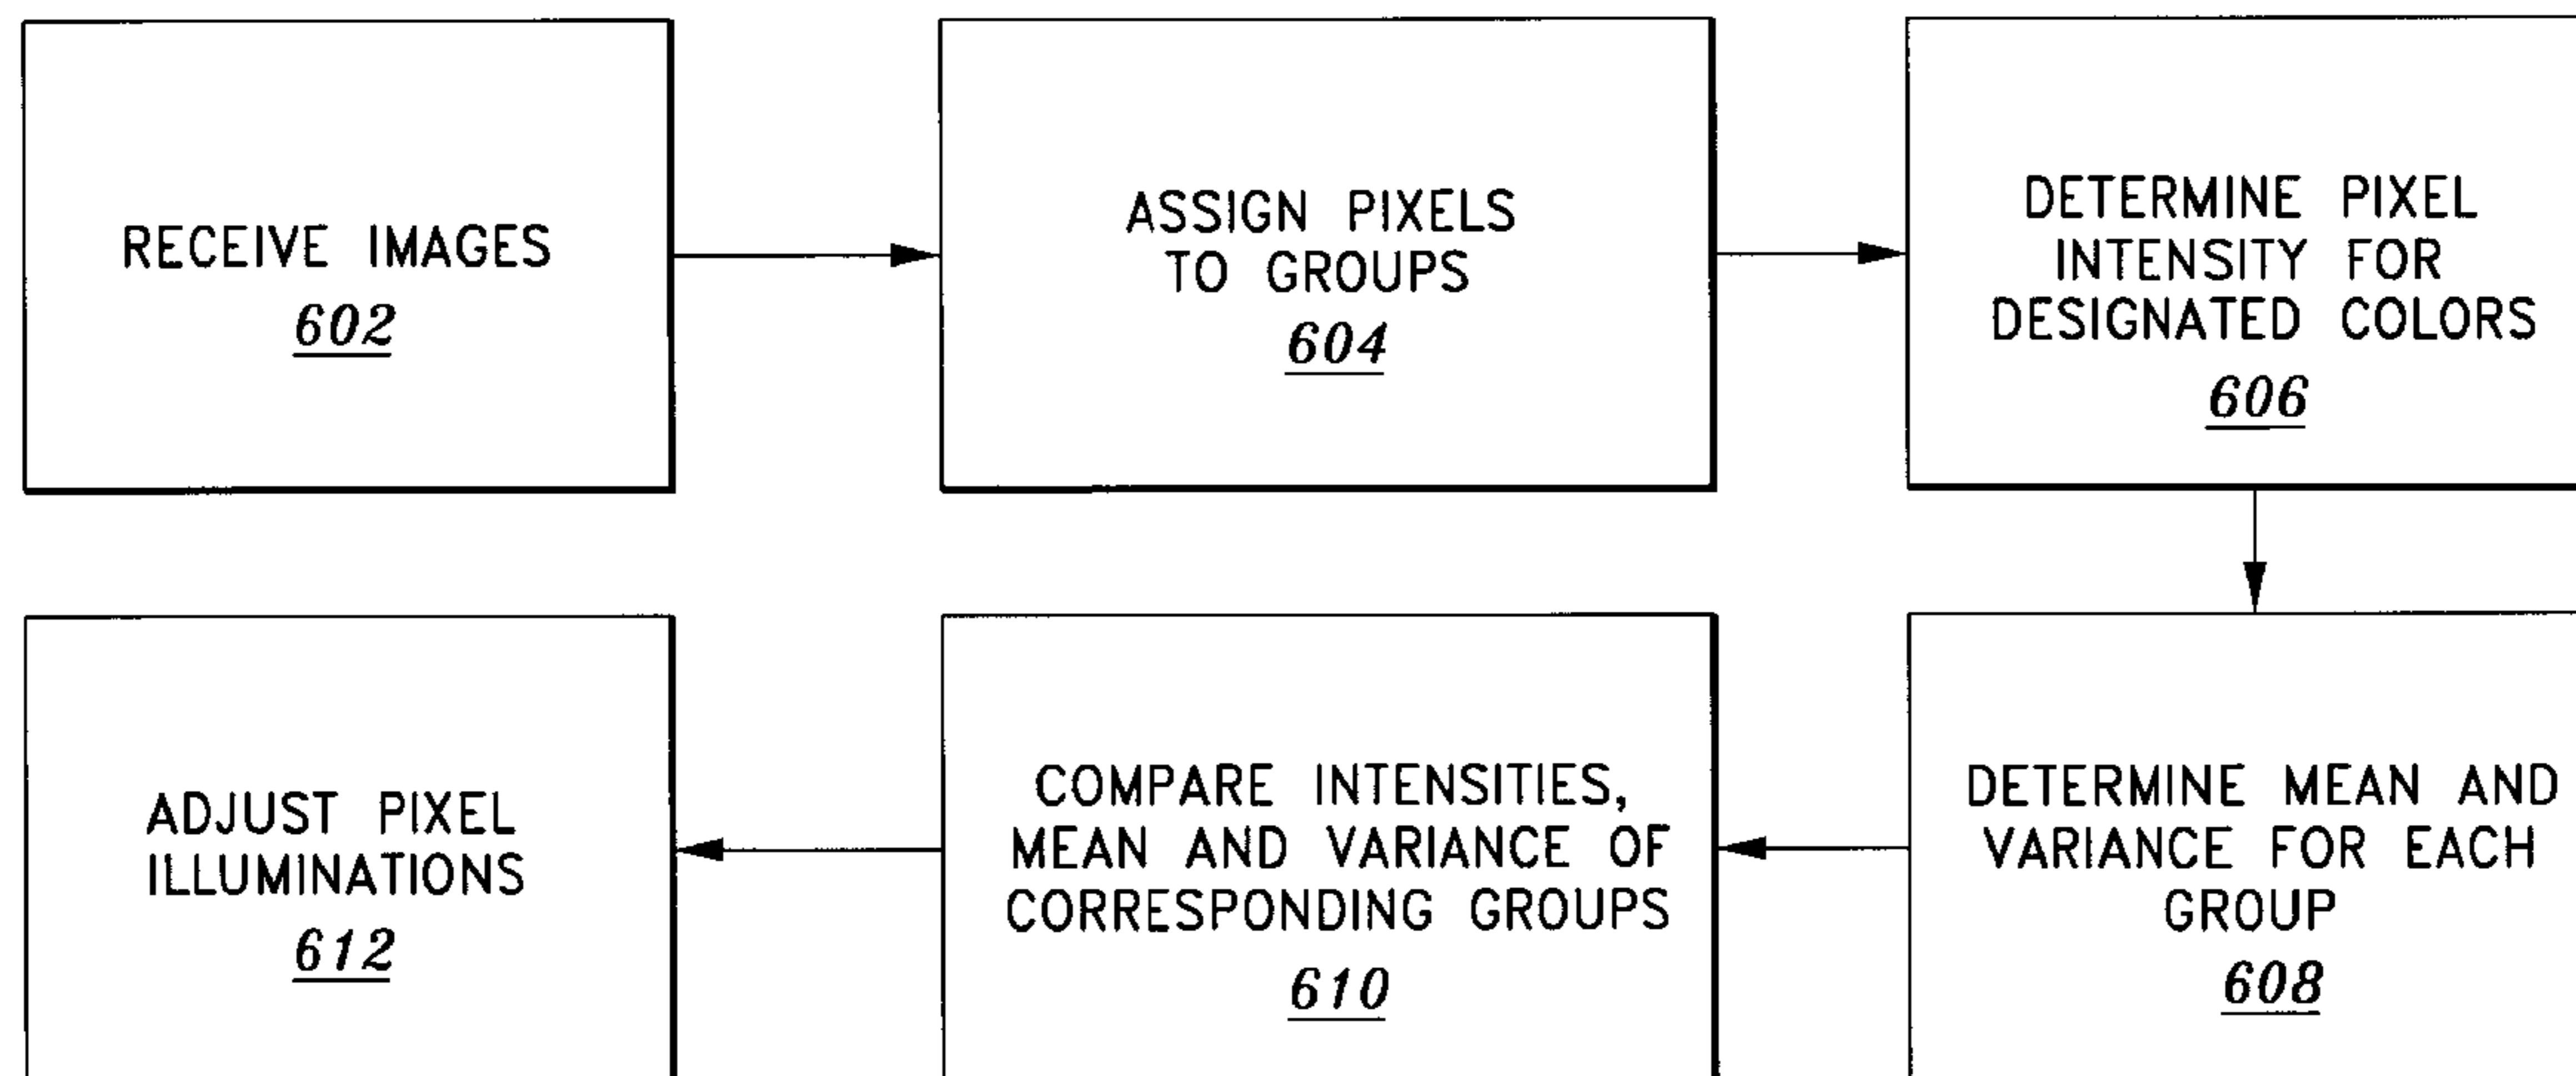 RECEIVE IMAGES
602
ASSIGN PIXELS
TO GROUPS
604
DETERMINE PIXEL
INTENSITY FOR
DESIGNATED COLORS
606
DETERMINE MEAN AND
VARIANCE FOR EACH
GROUP
608
COMPARE INTENSITIES,
MEAN AND VARIANCE OF
CORRESPONDING GROUPS
610
ADJUST PIXEL
ILLUMINATIONS
612